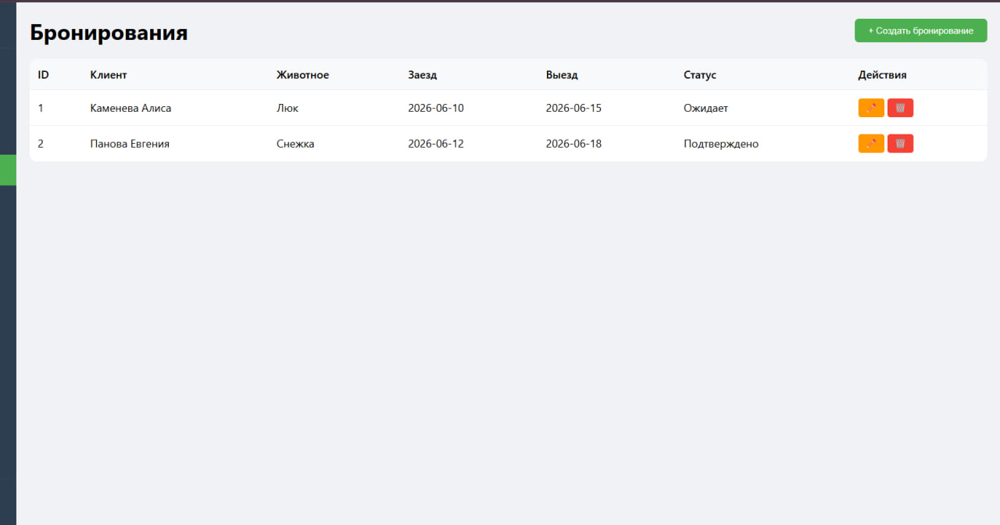 Бронирования
+ Создать бронирование
ID Клиент Животное Заезд Выезд Статус Действия
1 Каменева Алиса Люк 2026-06-10 2026-06-15 Ожидает
2 Панова Евгения Снежка 2026-06-12 2026-06-18 Подтверждено